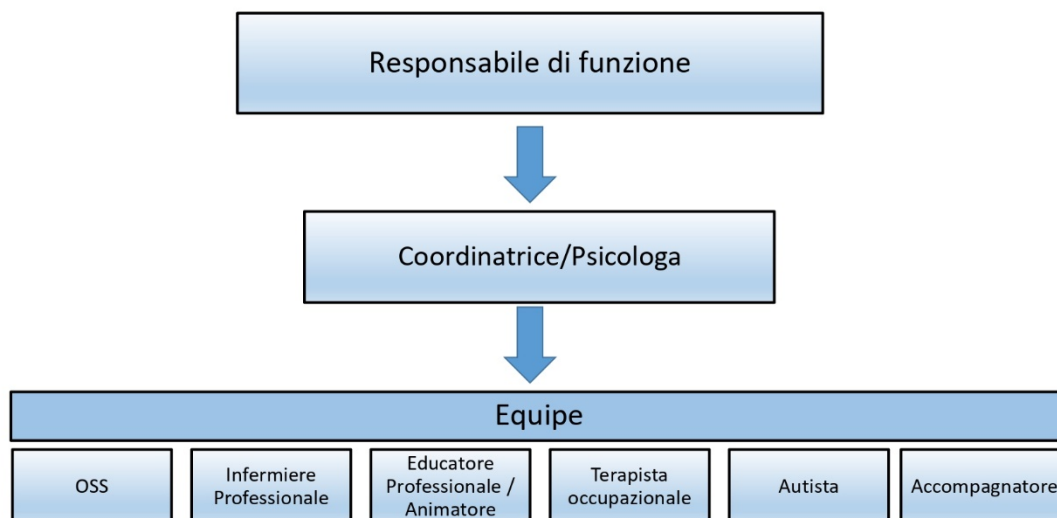 Responsabile di funzione
Coordinatrice/Psicologa
Equipe
OSS
Infermiere
Professionale
Educatore
Professionale /
Animatore
Terapista
occupazionale
Autista
Accompagnatore